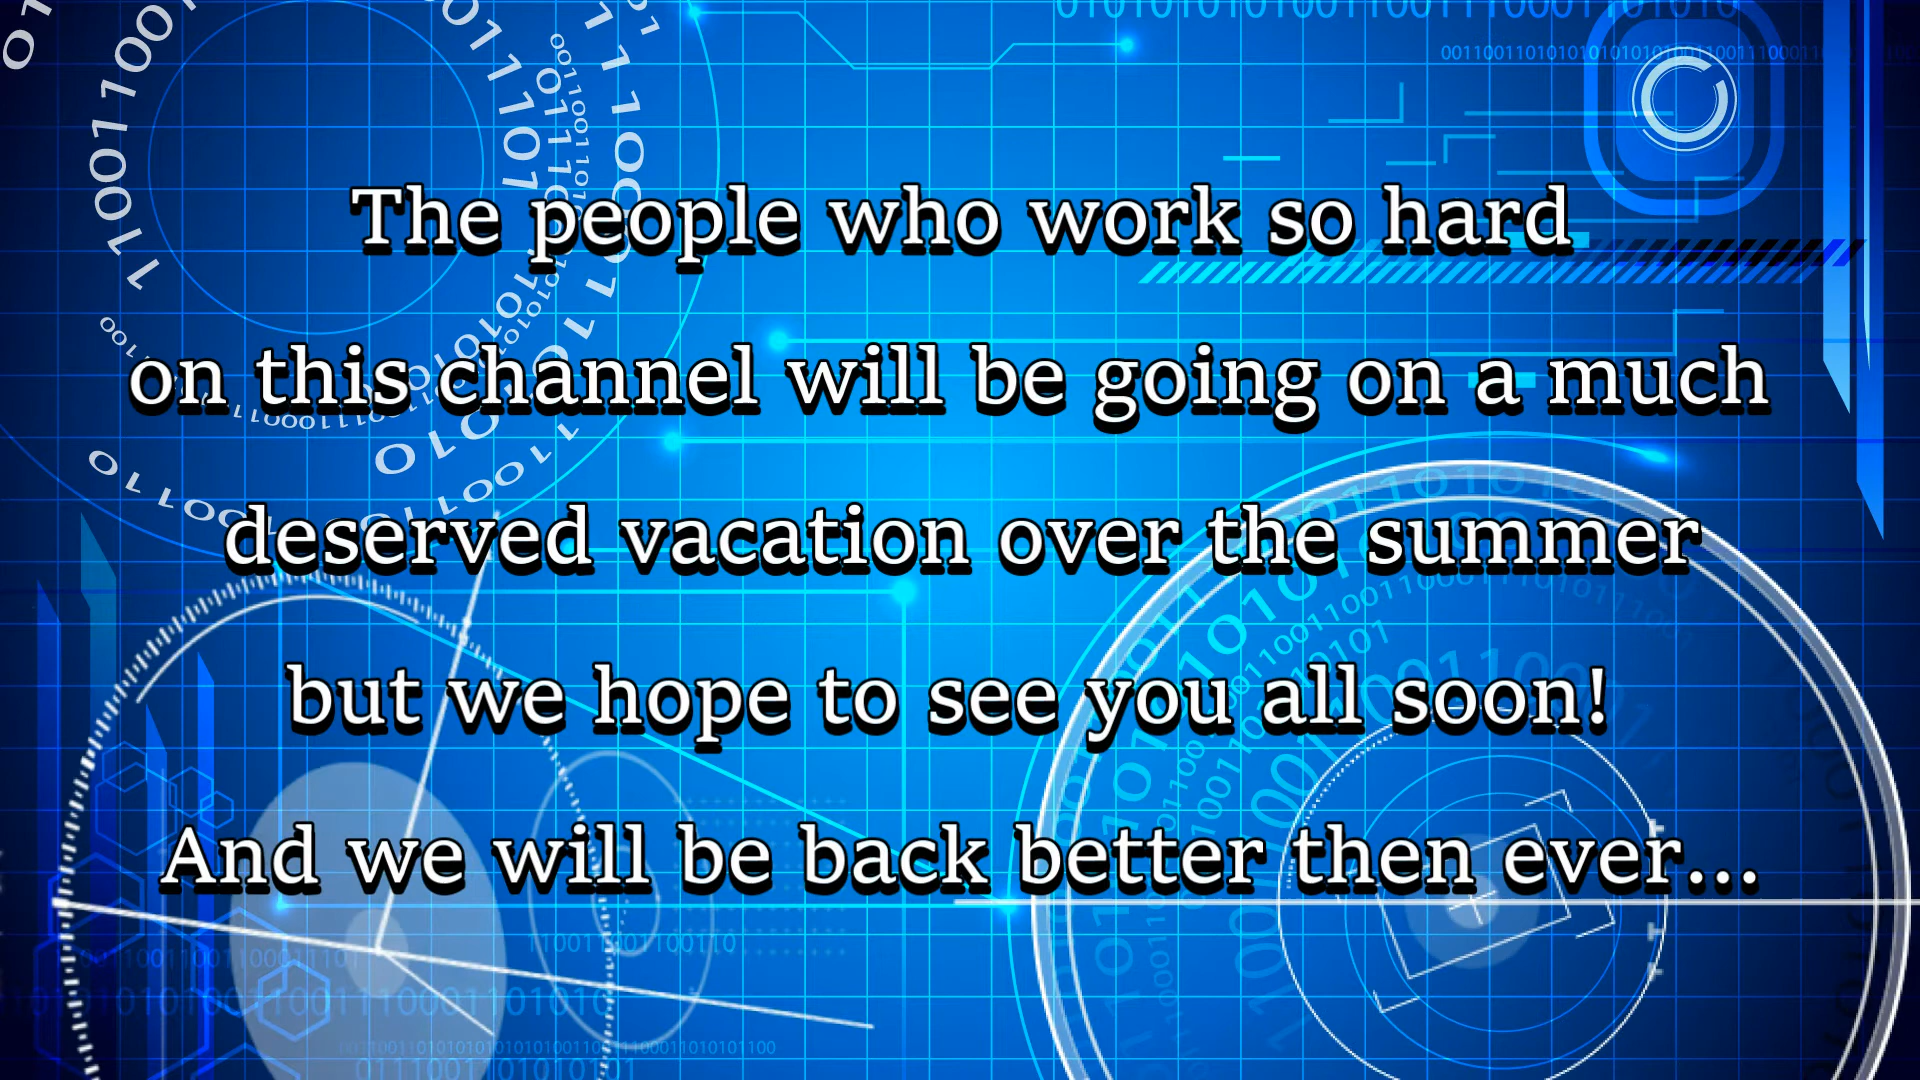 The people who work so hard
on this channel will be going on a much
deserved vacation over the summer
but we hope to see you all soon!
And we will be back better then ever...